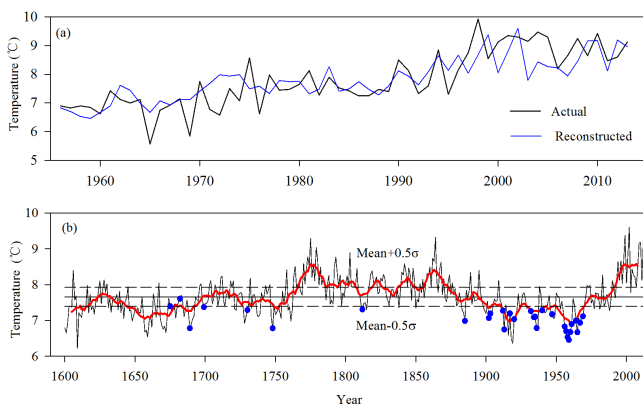 (a)
Temperature (℃)
10
9
8
7
6
5
Actual
Reconstructed
1960 1970 1980 1990 2000 2010
(b)
Temperature (℃)
10
9
8
7
6
Mean+0.5σ
Mean-0.5σ
1600 1650 1700 1750 1800 1850 1900 1950 2000
Year
Year